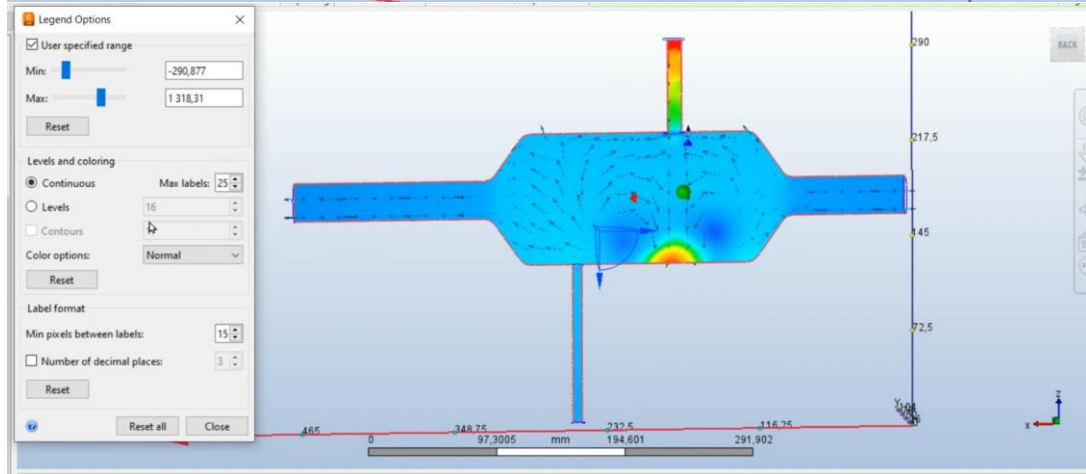 Legend Options
User specified range
Min:
-290,877
Max:
1 318,31
Reset
Levels and coloring
Continuous
Max labels:
25
Levels
16
Contours
Color options:
Normal
Reset
Label format
Min pixels between labels:
15
Number of decimal places:
3
Reset
Reset all
Close
290
BACK
217,5
145
72,5
Z
X
465
348,75
232,5
116,25
0
97,3005
mm
194,601
291,902